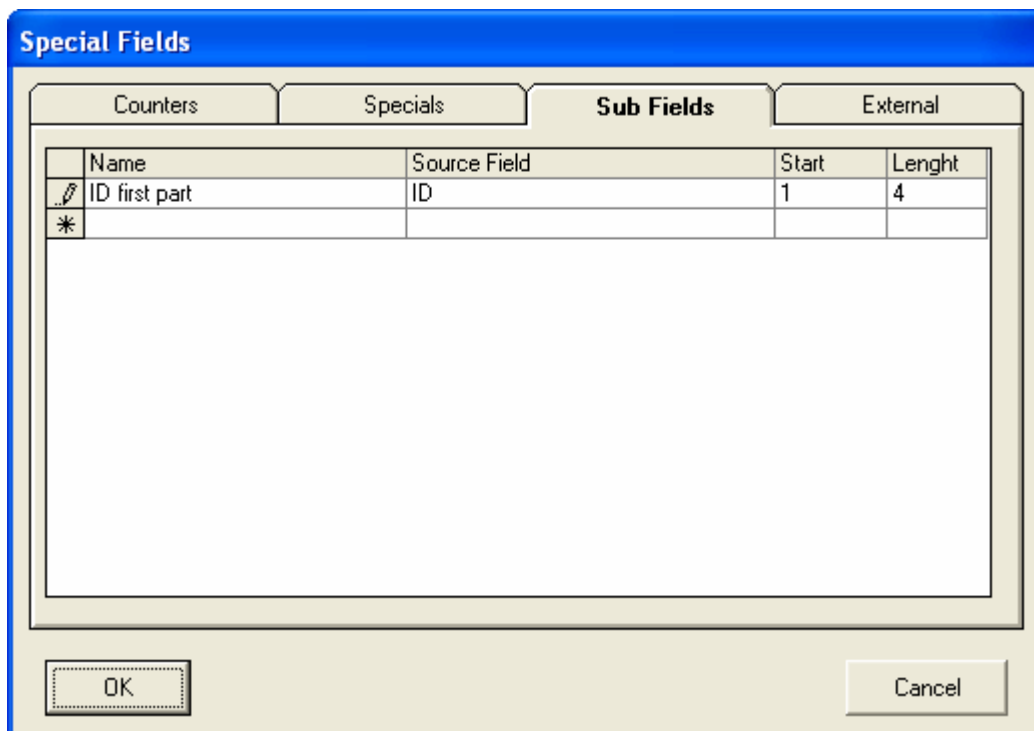 Special Fields
Counters Specials Sub Fields External
Name Source Field Start Lenght
ID first part ID 1 4
OK Cancel